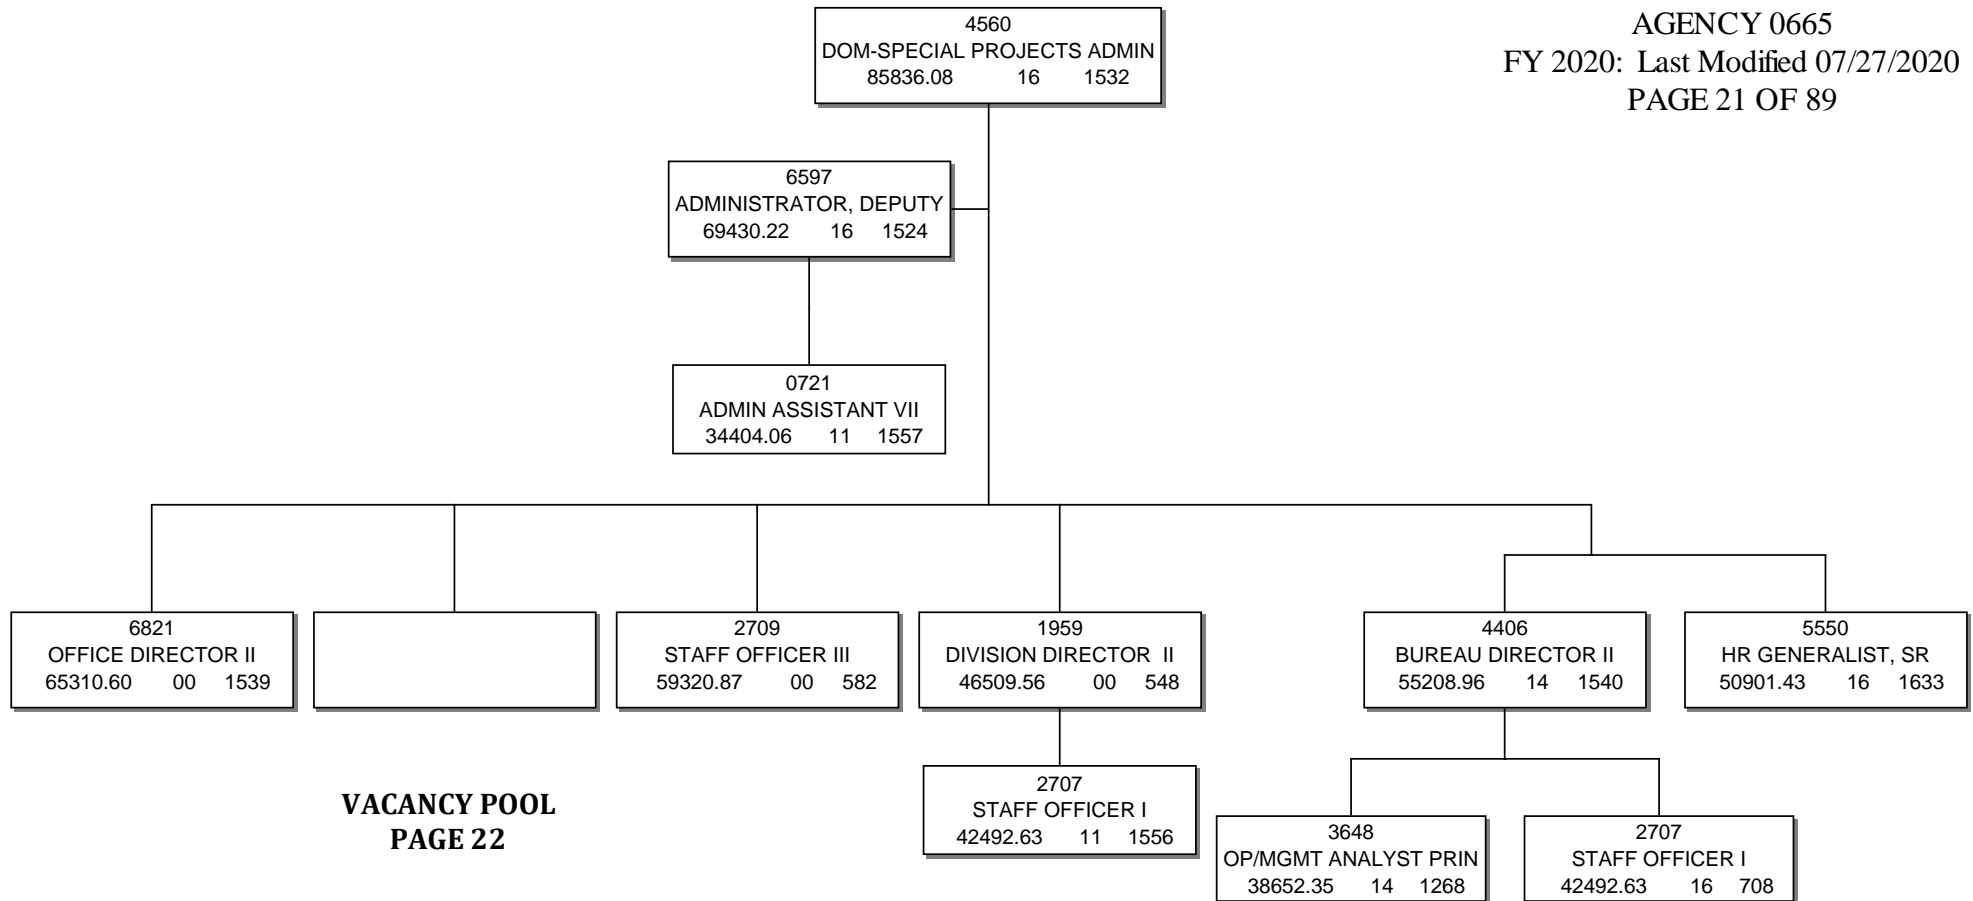 AGENCY 0665
FY 2020: Last Modified 07/27/2020
PAGE 21 OF 89
4560
DOM-SPECIAL PROJECTS ADMIN
85836.08 16 1532
6597
ADMINISTRATOR, DEPUTY
69430.22 16 1524
0721
ADMIN ASSISTANT VII
34404.06 11 1557
6821
OFFICE DIRECTOR II
65310.60 00 1539
2709
STAFF OFFICER III
59320.87 00 582
1959
DIVISION DIRECTOR II
46509.56 00 548
4406
BUREAU DIRECTOR II
55208.96 14 1540
5550
HR GENERALIST, SR
50901.43 16 1633
VACANCY POOL
PAGE 22
2707
STAFF OFFICER I
42492.63 11 1556
3648
OP/MGMT ANALYST PRIN
38652.35 14 1268
2707
STAFF OFFICER I
42492.63 16 708